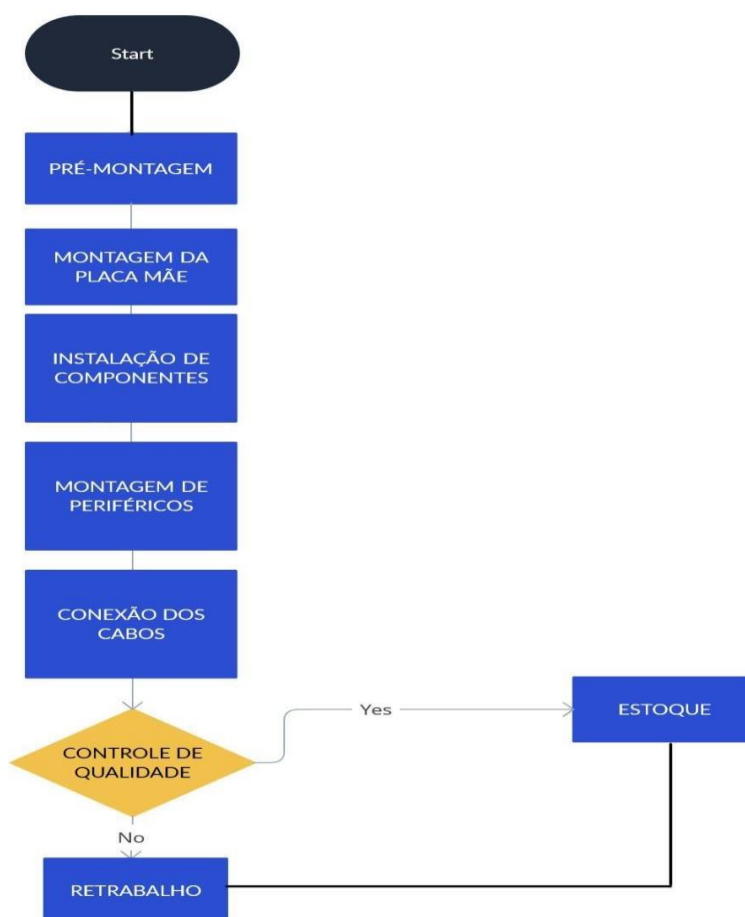 Start
PRÉ-MONTAGEM
MONTAGEM DA
PLACA MÃE
INSTALAÇÃO DE
COMPONENTES
MONTAGEM DE
PERIFÉRICOS
CONEXÃO DOS
CABOS
Yes
ESTOQUE
CONTROLE DE
QUALIDADE
No
RETRABALHO